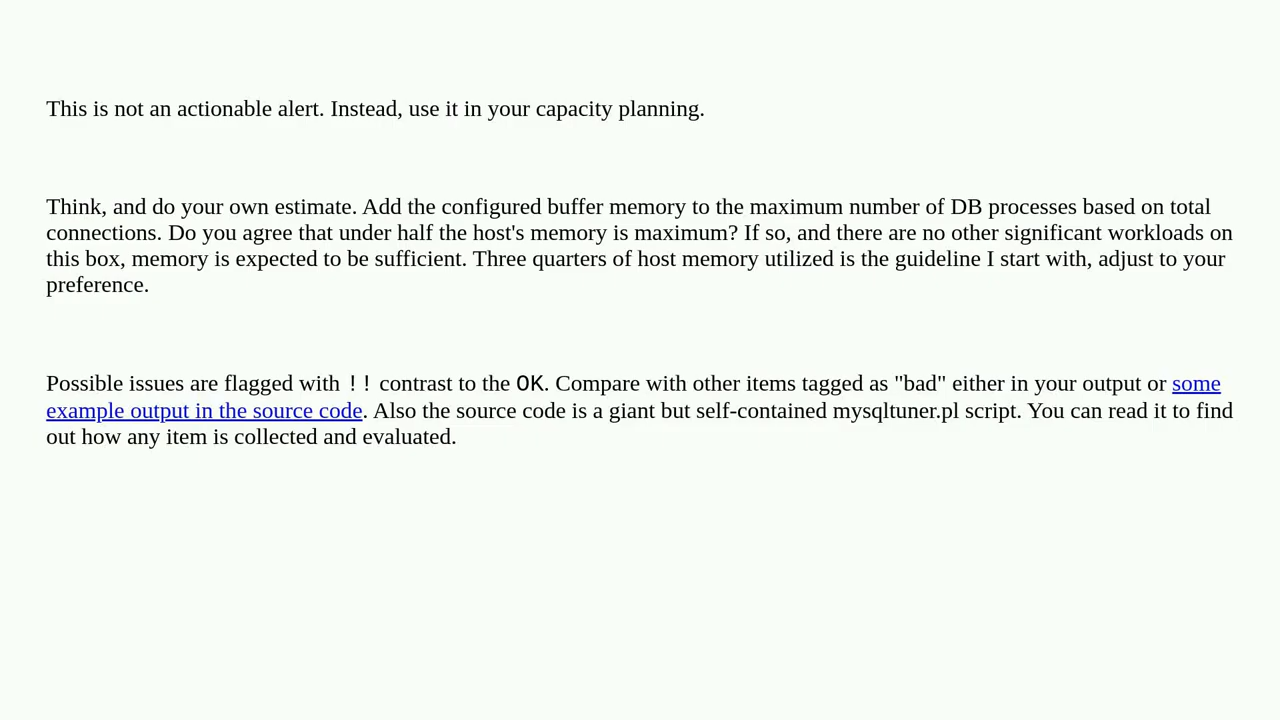 This is not an actionable alert. Instead, use it in your capacity planning.
Think, and do your own estimate. Add the configured buffer memory to the maximum number of DB processes based on total
connections. Do you agree that under half the host's memory is maximum? If so, and there are no other significant workloads on
this box, memory is expected to be sufficient. Three quarters of host memory utilized is the guideline I start with, adjust to your
preference.
Possible issues are flagged with !! contrast to the OK. Compare with other items tagged as "bad" either in your output or some
example output in the source code. Also the source code is a giant but self-contained mysqltuner.pl script. You can read it to find
out how any item is collected and evaluated.